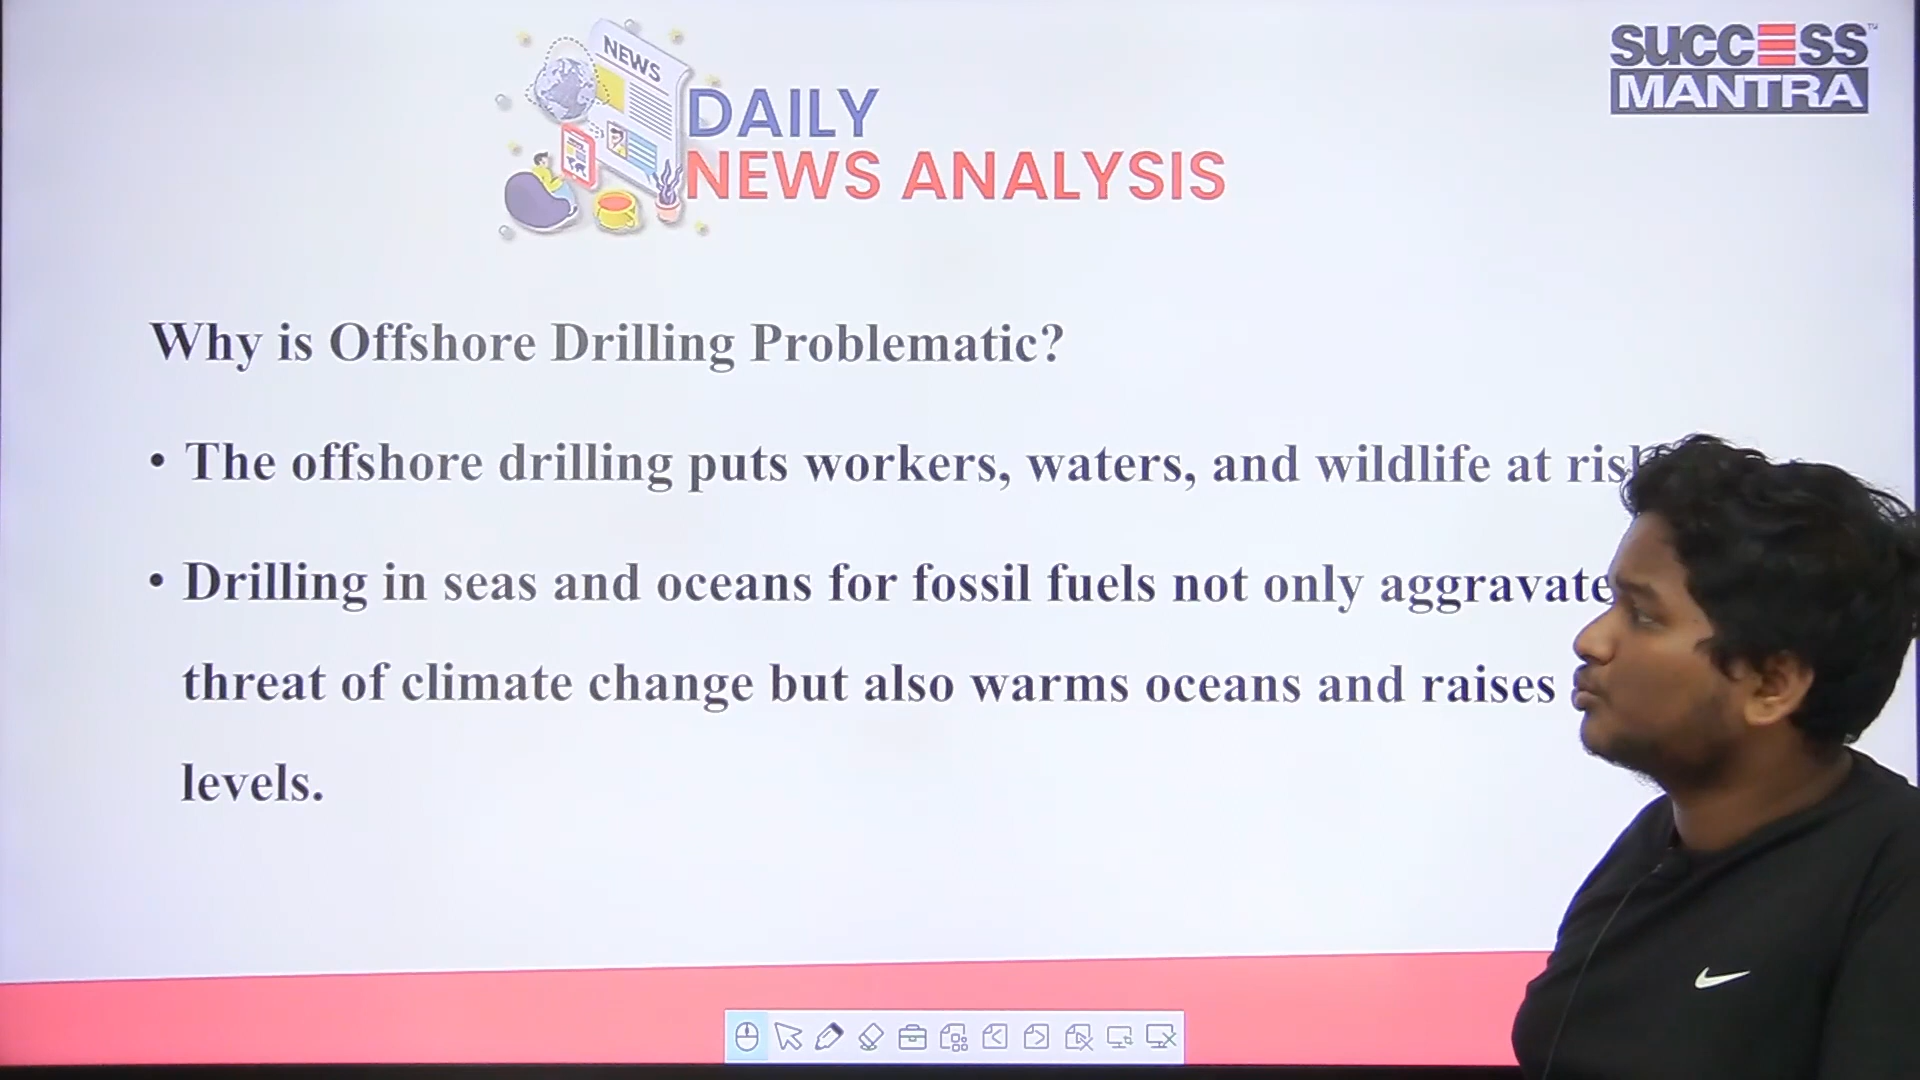 NEWS
DAILY
NEWS ANALYSIS
SUCCESS
MANTRA
Why is Offshore Drilling Problematic?
• The offshore drilling puts workers, waters, and wildlife at
• Drilling in seas and oceans for fossil fuels not only
threat of climate change but also warms oceans and raises
levels.